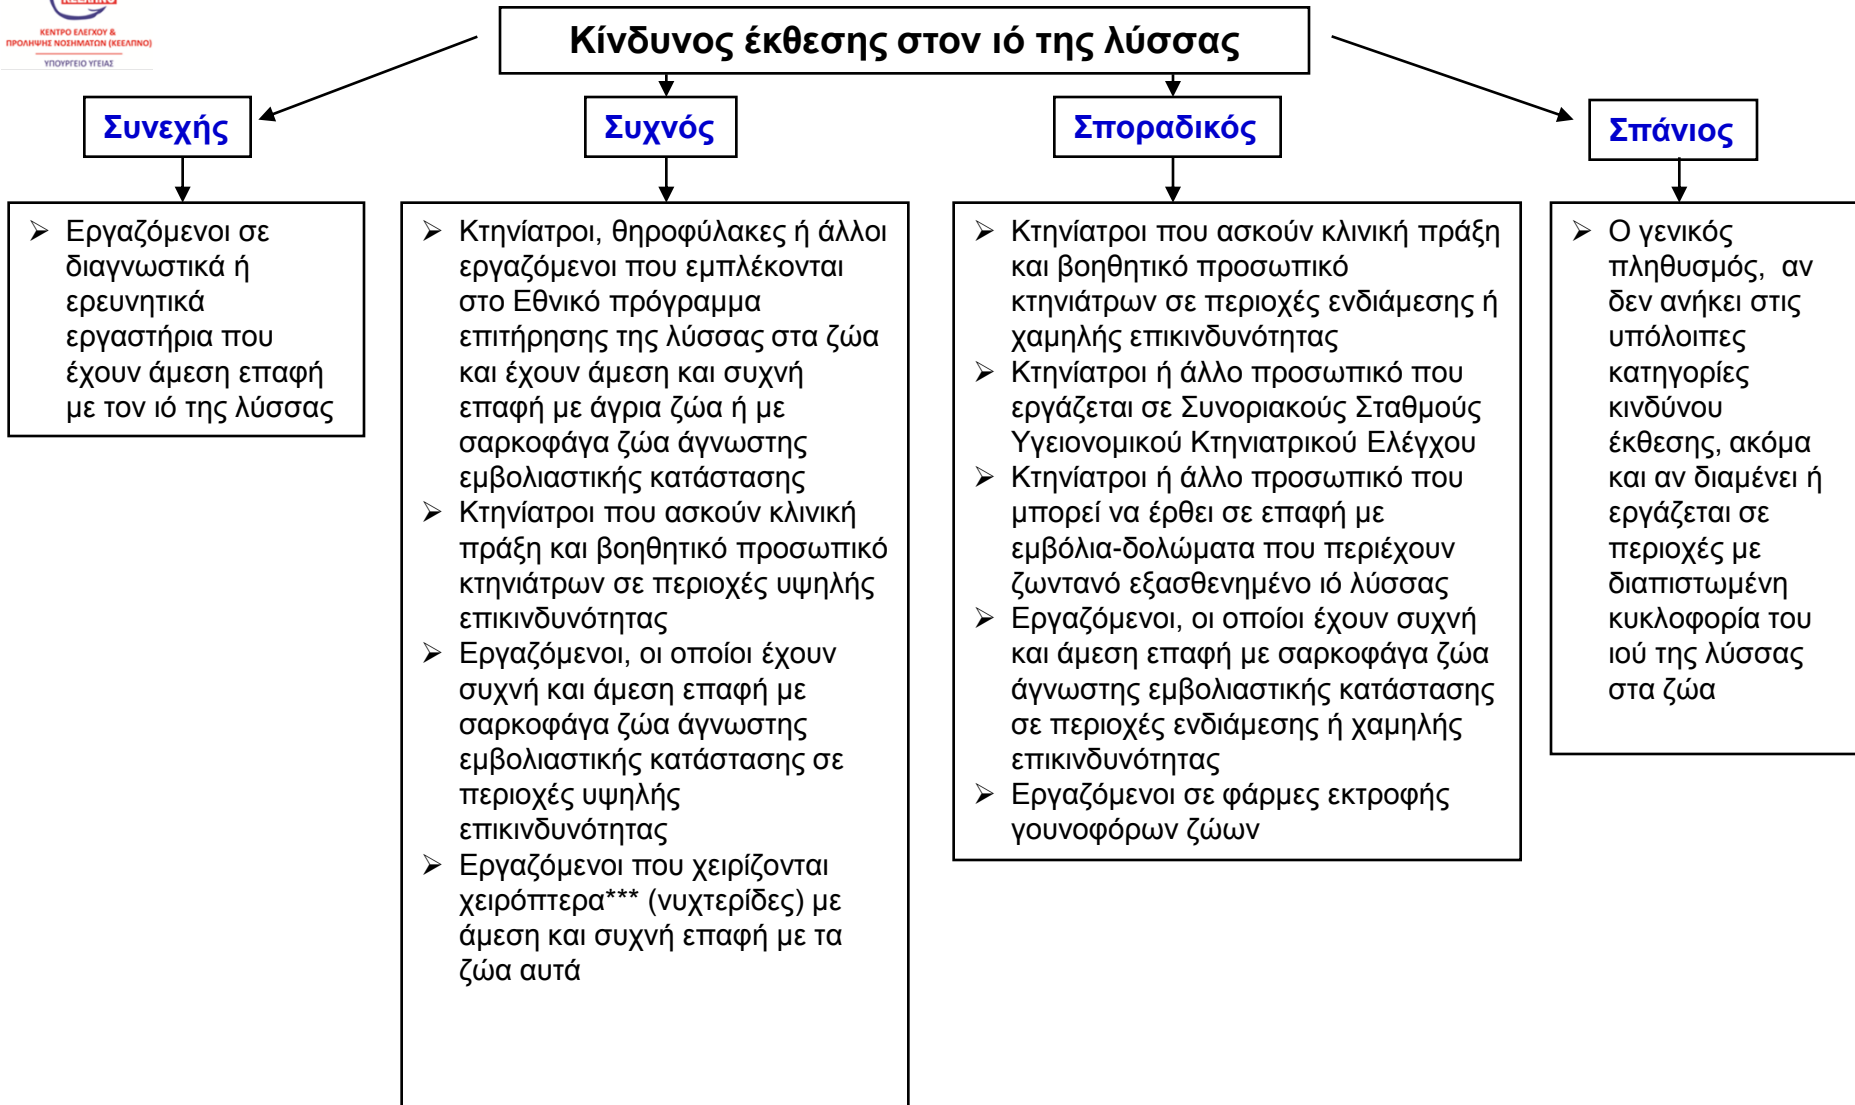 ΚΕΕΛΠΝΟ
ΚΕΝΤΡΟ ΕΛΕΓΧΟΥ &
ΠΡΟΛΗΨΗΣ ΝΟΣΗΜΑΤΩΝ (ΚΕΕΛΠΝΟ)
ΥΠΟΥΡΓΕΙΟ ΥΓΕΙΑΣ
Κίνδυνος έκθεσης στον ιό της λύσσας
Συνεχής
➢ Εργαζόμενοι σε
διαγνωστικά ή
ερευνητικά
εργαστήρια που
έχουν άμεση επαφή
με τον ιό της λύσσας
Συχνός
➢ Κτηνίατροι, θηροφύλακες ή άλλοι
εργαζόμενοι που εμπλέκονται
στο Εθνικό πρόγραμμα
επιτήρησης της λύσσας στα ζώα
και έχουν άμεση και συχνή
επαφή με άγρια ζώα ή με
σαρκοφάγα ζώα άγνωστης
εμβολιαστικής κατάστασης
➢ Κτηνίατροι που ασκούν κλινική
πράξη και βοηθητικό προσωπικό
κτηνιάτρων σε περιοχές υψηλής
επικινδυνότητας
➢ Εργαζόμενοι, οι οποίοι έχουν
συχνή και άμεση επαφή με
σαρκοφάγα ζώα άγνωστης
εμβολιαστικής κατάστασης σε
περιοχές υψηλής
επικινδυνότητας
➢ Εργαζόμενοι που χειρίζονται
χειρόπτερα*** (νυχτερίδες) με
άμεση και συχνή επαφή με τα
ζώα αυτά
Σποραδικός
➢ Κτηνίατροι που ασκούν κλινική πράξη
και βοηθητικό προσωπικό
κτηνιάτρων σε περιοχές ενδιάμεσης ή
χαμηλής επικινδυνότητας
➢ Κτηνίατροι ή άλλο προσωπικό που
εργάζεται σε Συνοριακούς Σταθμούς
Υγειονομικού Κτηνιατρικού Ελέγχου
➢ Κτηνίατροι ή άλλο προσωπικό που
μπορεί να έρθει σε επαφή με
εμβόλια-δολώματα που περιέχουν
ζωντανό εξασθενημένο ιό λύσσας
➢ Εργαζόμενοι, οι οποίοι έχουν συχνή
και άμεση επαφή με σαρκοφάγα ζώα
άγνωστης εμβολιαστικής κατάστασης
σε περιοχές ενδιάμεσης ή χαμηλής
επικινδυνότητας
➢ Εργαζόμενοι σε φάρμες εκτροφής
γουνοφόρων ζώων
Σπάνιος
➢ Ο γενικός
πληθυσμός, αν
δεν ανήκει στις
υπόλοιπες
κατηγορίες
κινδύνου
έκθεσης, ακόμα
και αν διαμένει ή
εργάζεται σε
περιοχές με
διαπιστωμένη
κυκλοφορία του
ιού της λύσσας
στα ζώα